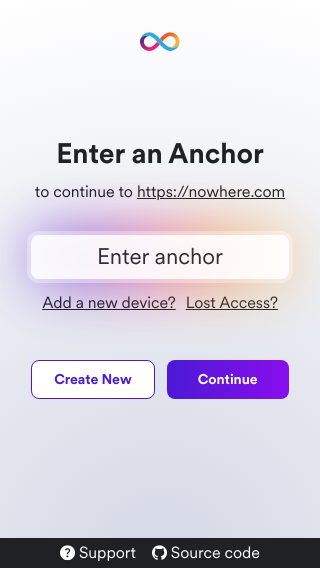 Enter an Anchor
to continue to https://nowhere.com
Enter anchor
Add a new device? Lost Access?
Create New Continue
Support Source code